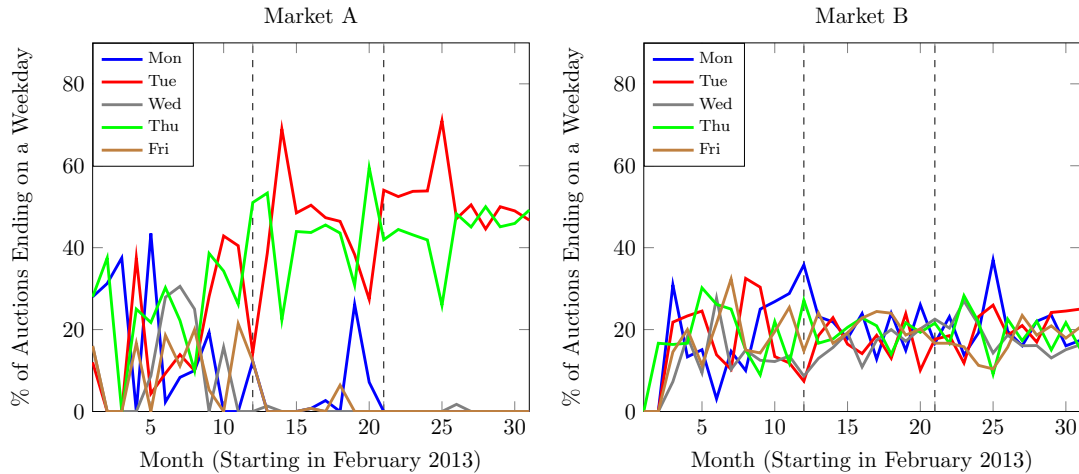 Market A
% of Auctions Ending on a Weekday
80
60
40
20
0
Mon
Tue
Wed
Thu
Fri
5
10
15
20
25
30
Month (Starting in February 2013)
Market B
% of Auctions Ending on a Weekday
80
60
40
20
0
Mon
Tue
Wed
Thu
Fri
5
10
15
20
25
30
Month (Starting in February 2013)